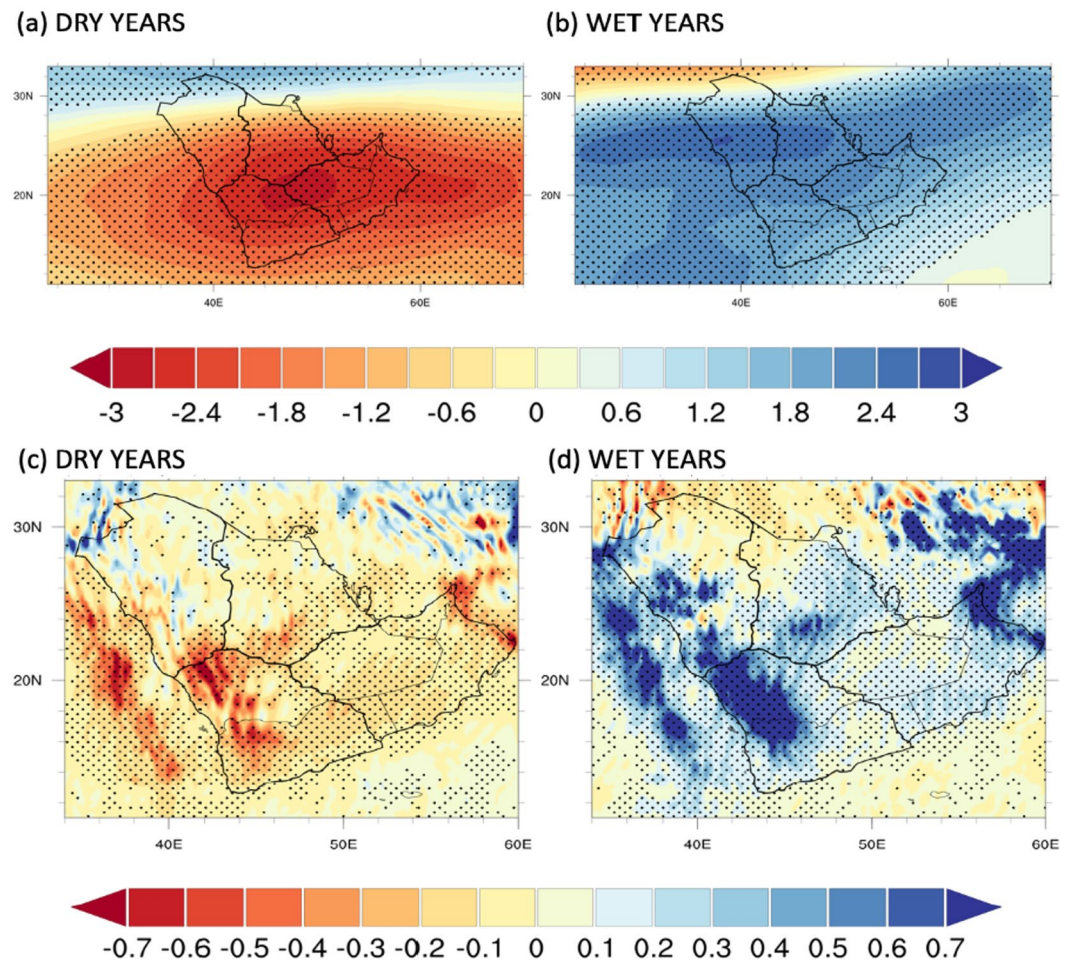 (a) DRY YEARS
(b) WET YEARS
30N
20N
40E
60E
30N
20N
40E
60E
-3 -2.4 -1.8 -1.2 -0.6 0 0.6 1.2 1.8 2.4 3
(c) DRY YEARS
(d) WET YEARS
30N
20N
40E 50E 60E
30N
20N
40E 50E 60E
-0.7 -0.6 -0.5 -0.4 -0.3 -0.2 -0.1 0 0.1 0.2 0.3 0.4 0.5 0.6 0.7